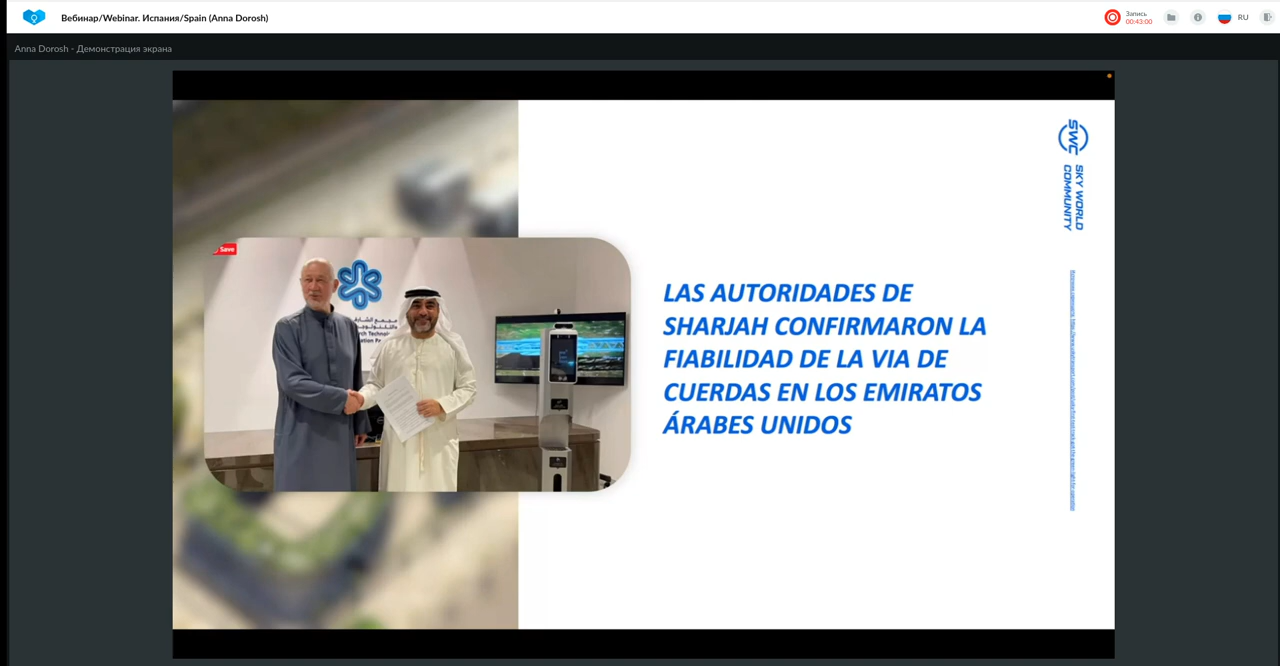 Вебинар/Webinar. Испания/Spain (Anna Dorosh)
Запись
00:43:00
RU
Anna Dorosh - Демонстрация экрана
Save
LAS AUTORIDADES DE
SHARJAH CONFIRMARON LA
FIABILIDAD DE LA VIA DE
CUERDAS EN LOS EMIRATOS
ÁRABES UNIDOS
SWC
SKY WORLD
COMMUNITY